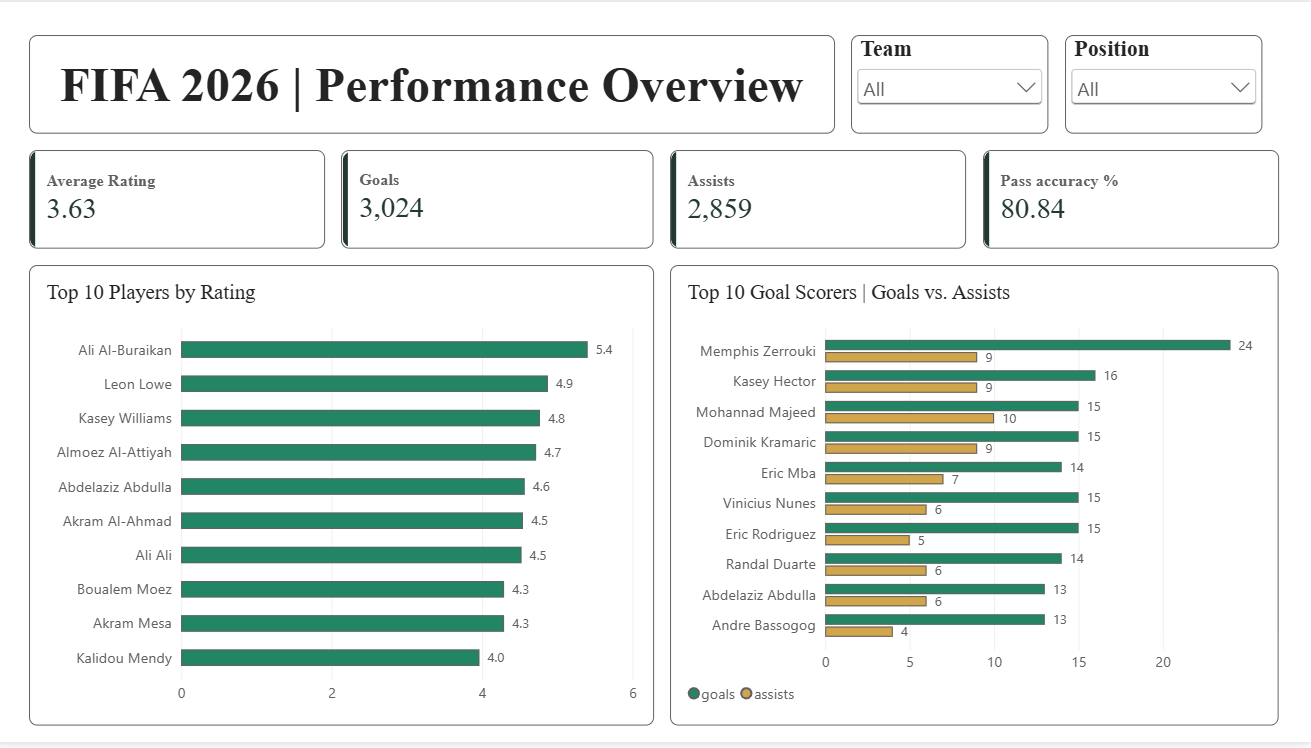 FIFA 2026 | Performance Overview
Team
All
Position
All
Average Rating
3.63
Goals
3,024
Assists
2,859
Pass accuracy %
80.84
Top 10 Players by Rating
Ali Al-Buraikan 5.4
Leon Lowe 4.9
Kasey Williams 4.8
Almoez Al-Attiyah 4.7
Abdelaziz Abdulla 4.6
Akram Al-Ahmad 4.5
Ali Ali 4.5
Boualem Moez 4.3
Akram Mesa 4.3
Kalidou Mendy 4.0
0 2 4 6
Top 10 Goal Scorers | Goals vs. Assists
Memphis Zerrouki 24 9
Kasey Hector 16 9
Mohannad Majeed 15 10
Dominik Kramaric 15 9
Eric Mba 14 7
Vinicius Nunes 15 6
Eric Rodriguez 15 5
Randal Duarte 14 6
Abdelaziz Abdulla 13 6
Andre Bassogog 13 4
0 5 10 15 20
goals assists